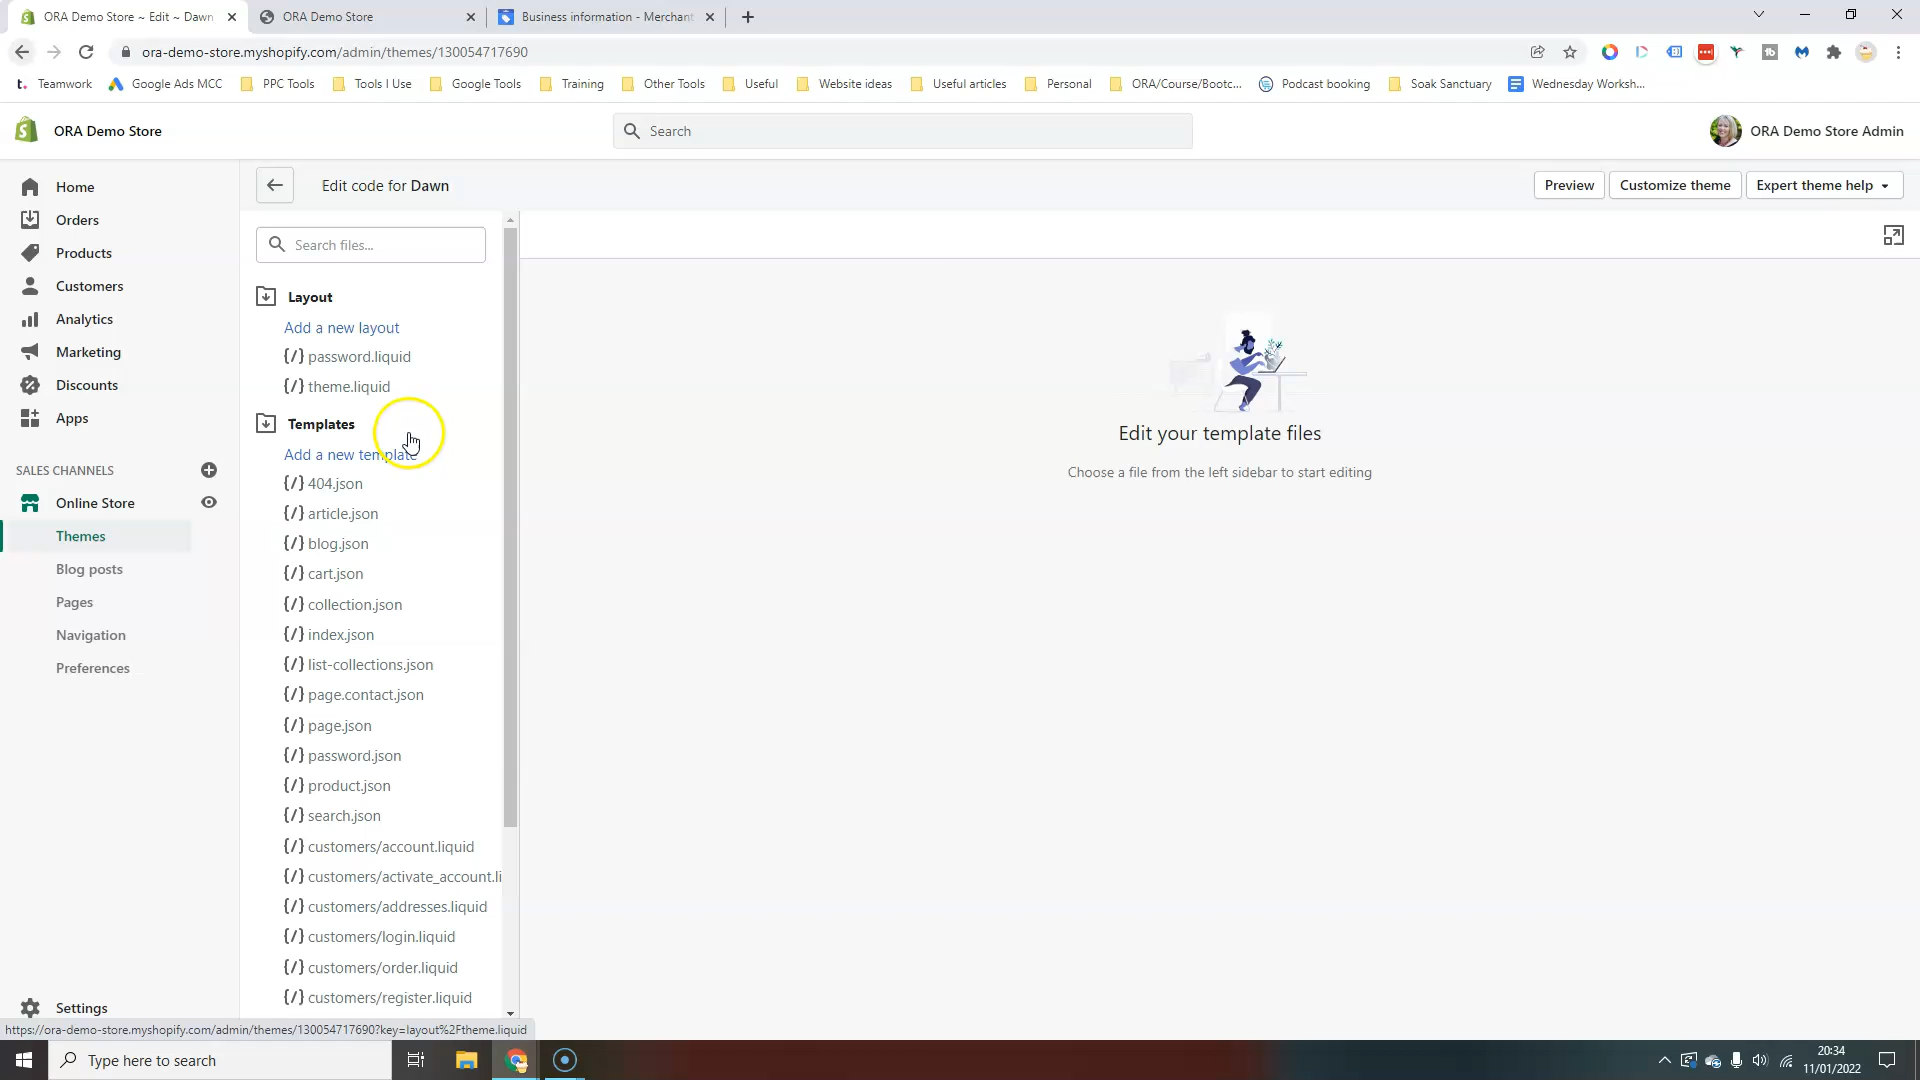 ORA Demo Store ~ Edit ~ Dawn
ORA Demo Store
Business information - Merchant
ora-demo-store.myshopify.com/admin/themes/130054717690
Teamwork
Google Ads MCC
PPC Tools
Tools I Use
Google Tools
Training
Other Tools
Useful
Website ideas
Useful articles
Personal
ORA/Course/Bootc...
Podcast booking
Soak Sanctuary
Wednesday Worksh...
ORA Demo Store
Search
ORA Demo Store Admin
Home
Orders
Products
Customers
Analytics
Marketing
Discounts
Apps
SALES CHANNELS
Online Store
Themes
Blog posts
Pages
Navigation
Preferences
Settings
Edit code for Dawn
Preview
Customize theme
Expert theme help
Search files...
Layout
Add a new layout
{/} password.liquid
{/} theme.liquid
Templates
Add a new template
{/} 404.json
{/} article.json
{/} blog.json
{/} cart.json
{/} collection.json
{/} index.json
{/} list-collections.json
{/} page.contact.json
{/} page.json
{/} password.json
{/} product.json
{/} search.json
{/} customers/account.liquid
{/} customers/activate_account.li
{/} customers/addresses.liquid
{/} customers/login.liquid
{/} customers/order.liquid
{/} customers/register.liquid
Edit your template files
Choose a file from the left sidebar to start editing
https://ora-demo-store.myshopify.com/admin/themes/130054717690?key=layout%2Ftheme.liquid
Type here to search
20:34
11/01/2022